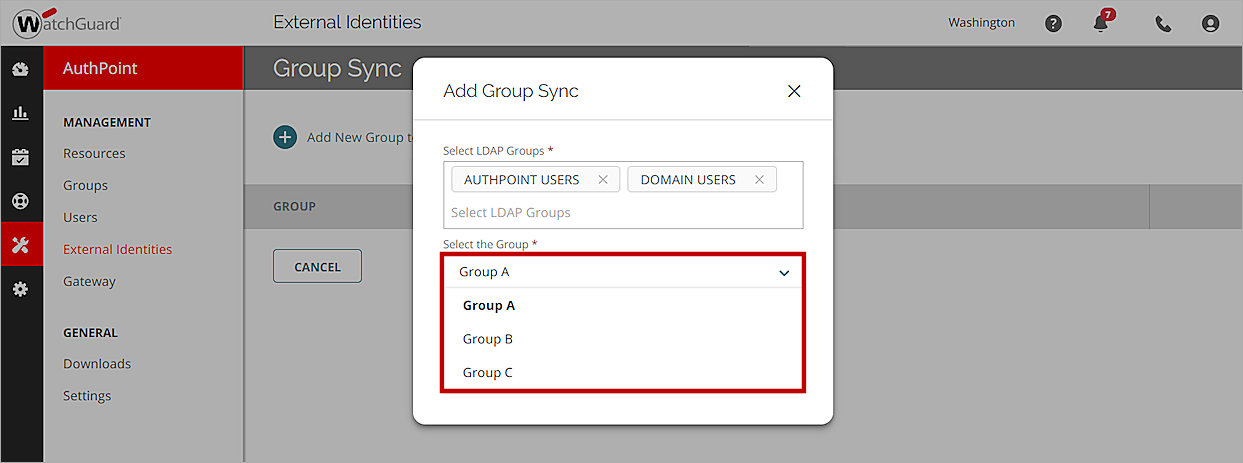 WatchGuard
External Identities
Washington
7
AuthPoint
Group Sync
MANAGEMENT
Resources
Groups
Users
External Identities
Gateway
GENERAL
Downloads
Settings
Add New Group t
GROUP
CANCEL
Add Group Sync
Select LDAP Groups *
AUTHPOINT USERS
DOMAIN USERS
Select LDAP Groups
Select the Group *
Group A
Group A
Group B
Group C